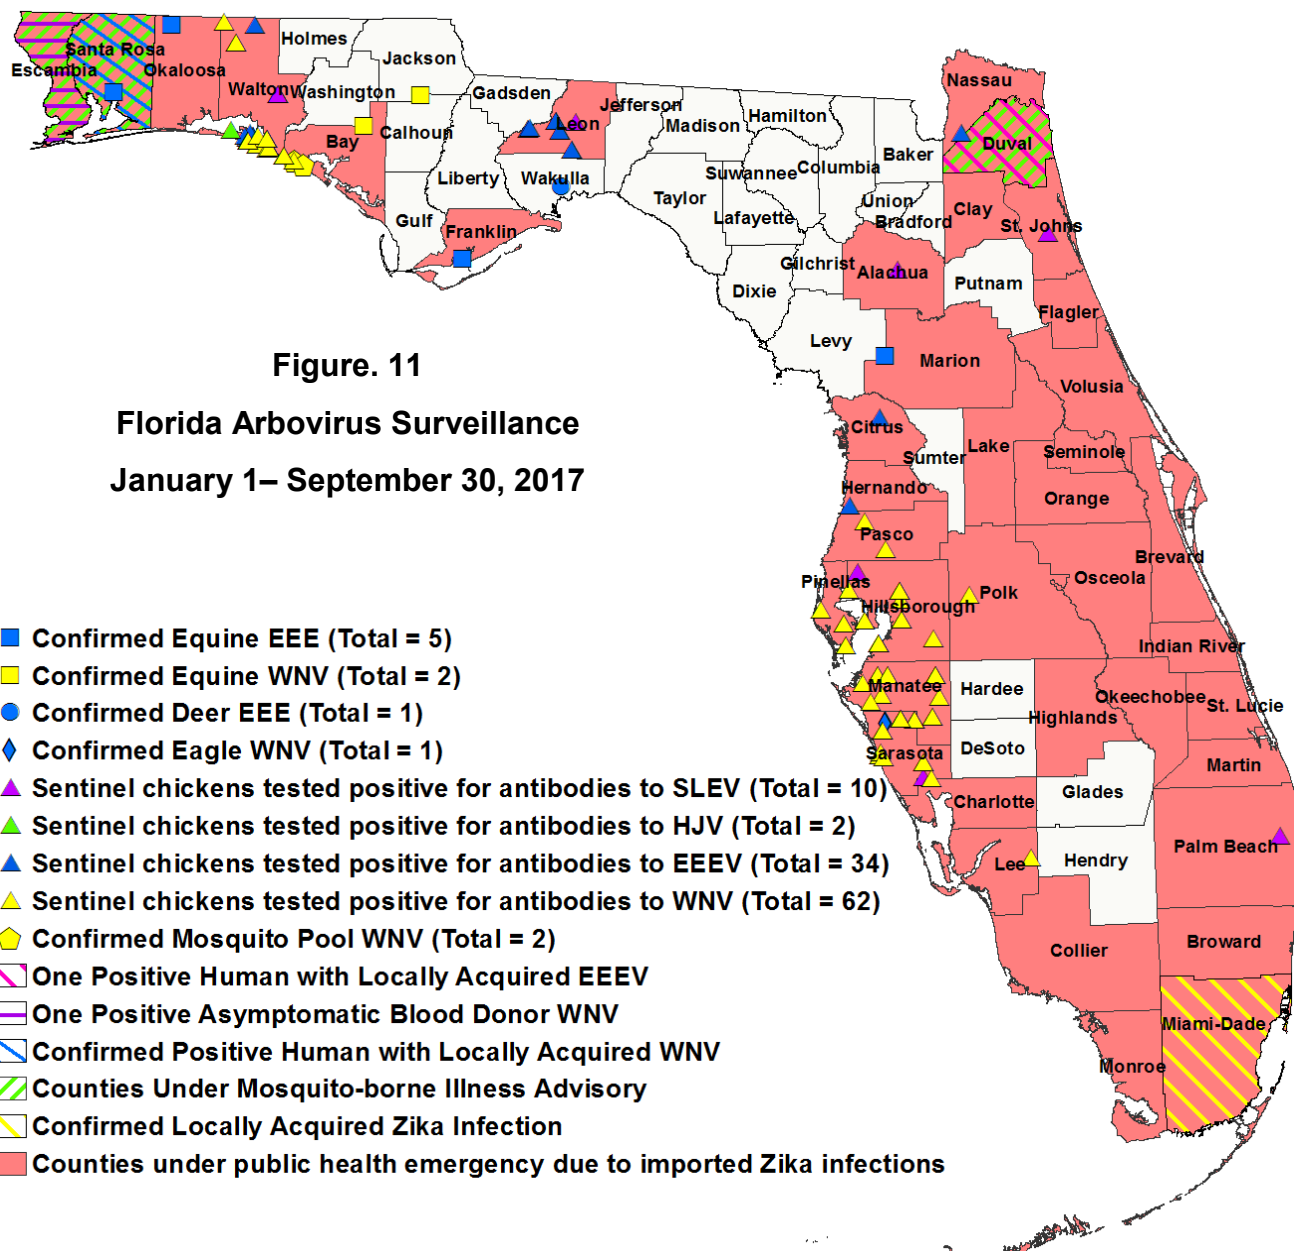 Holmes
Jackson
Santa Rosa
Escambia
Okaloosa
Walton
Washington
Gadsden
Jefferson
Nassau
Leon
Madison
Hamilton
Bay
Calhoun
Duval
Baker
Columbia
Suwannee
Liberty
Wakulla
Taylor
Union
Lafayette
Bradford
Clay
St. Johns
Gulf
Franklin
Gilchrist
Alachua
Putnam
Dixie
Flagler
Levy
Marion
Figure. 11
Florida Arbovirus Surveillance
January 1– September 30, 2017
Volusia
Citrus
Sumter
Lake
Seminole
Hernando
Orange
Pasco
Brevard
Pinellas
Hillsborough
Polk
Osceola
Indian River
Manatee
Hardee
Okeechobee
St. Lucie
Highlands
Sarasota
DeSoto
Martin
Charlotte
Glades
Palm Beach
Lee
Hendry
Collier
Broward
Miami-Dade
Monroe
Confirmed Equine EEE (Total = 5)
Confirmed Equine WNV (Total = 2)
Confirmed Deer EEE (Total = 1)
Confirmed Eagle WNV (Total = 1)
Sentinel chickens tested positive for antibodies to SLEV (Total = 10)
Sentinel chickens tested positive for antibodies to HJV (Total = 2)
Sentinel chickens tested positive for antibodies to EEEV (Total = 34)
Sentinel chickens tested positive for antibodies to WNV (Total = 62)
Confirmed Mosquito Pool WNV (Total = 2)
One Positive Human with Locally Acquired EEEV
One Positive Asymptomatic Blood Donor WNV
Confirmed Positive Human with Locally Acquired WNV
Counties Under Mosquito-borne Illness Advisory
Confirmed Locally Acquired Zika Infection
Counties under public health emergency due to imported Zika infections